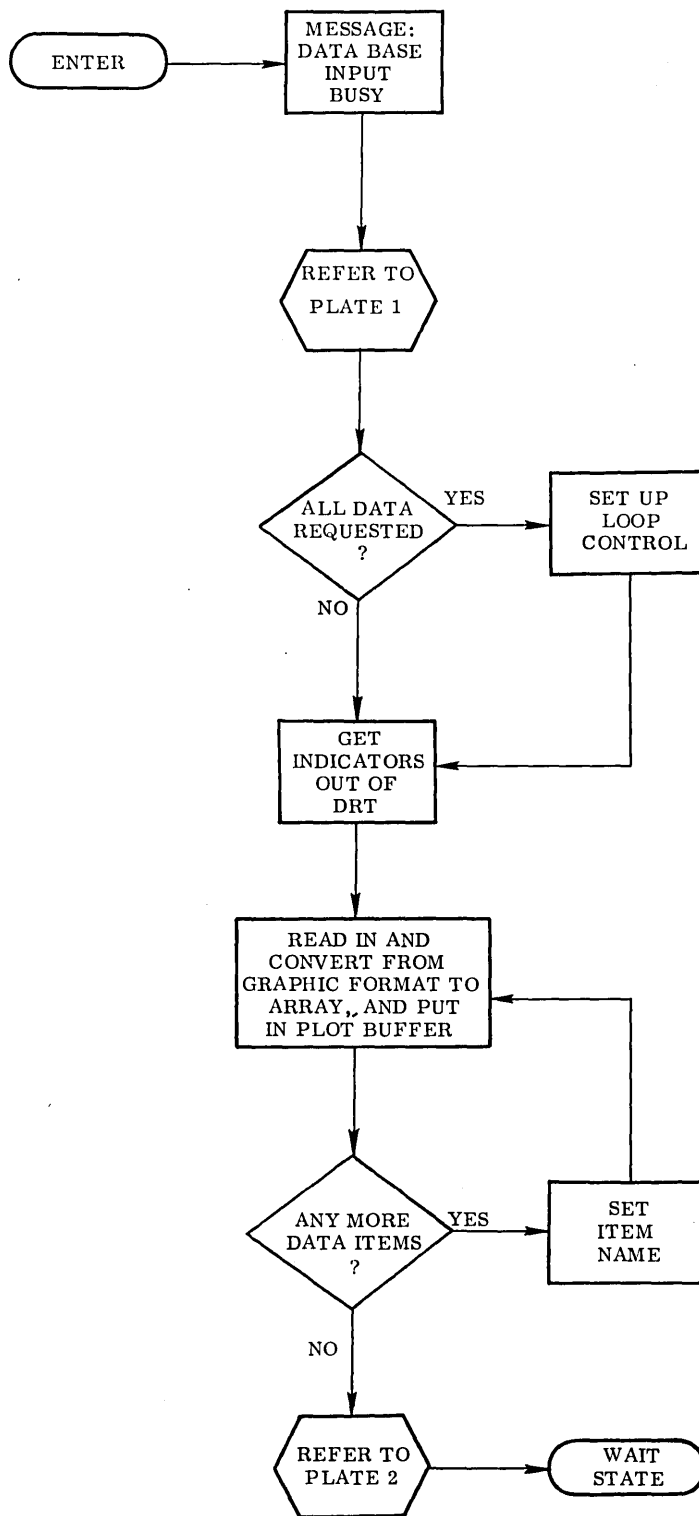 ENTER
MESSAGE:
DATA BASE
INPUT
BUSY
REFER TO
PLATE 1
ALL DATA
REQUESTED
?
YES
SET UP
LOOP
CONTROL
NO
GET
INDICATORS
OUT OF
DRT
READ IN AND
CONVERT FROM
GRAPHIC FORMAT TO
ARRAY, AND PUT
IN PLOT BUFFER
ANY MORE
DATA ITEMS
?
YES
SET
ITEM
NAME
NO
REFER TO
PLATE 2
WAIT
STATE